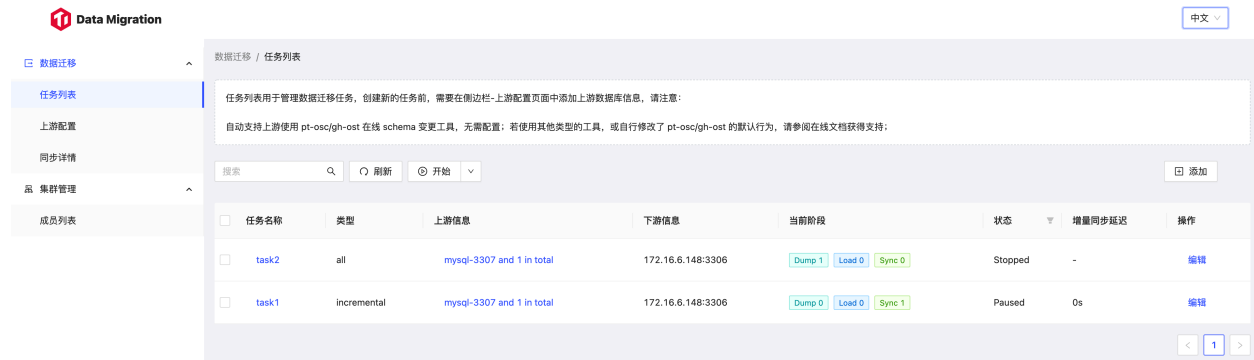 Data Migration
中文
数据迁移
任务列表
上游配置
同步详情
集群管理
成员列表
数据迁移 / 任务列表
任务列表用于管理数据迁移任务，创建新的任务前，需要在侧边栏-上游配置页面中添加上游数据库信息，请注意：
自动支持上游使用 pt-osc/gh-ost 在线 schema 变更工具，无需配置；若使用其他类型的工具，或自行修改了 pt-osc/gh-ost 的默认行为，请参阅在线文档获得支持；
搜索 刷新 开始 添加
任务名称 类型 上游信息 下游信息 当前阶段 状态 增量同步延迟 操作
task2 all mysql-3307 and 1 in total 172.16.6.148:3306 Dump 1 Load 0 Sync 0 Stopped - 编辑
task1 incremental mysql-3307 and 1 in total 172.16.6.148:3306 Dump 0 Load 0 Sync 1 Paused 0s 编辑
< 1 >